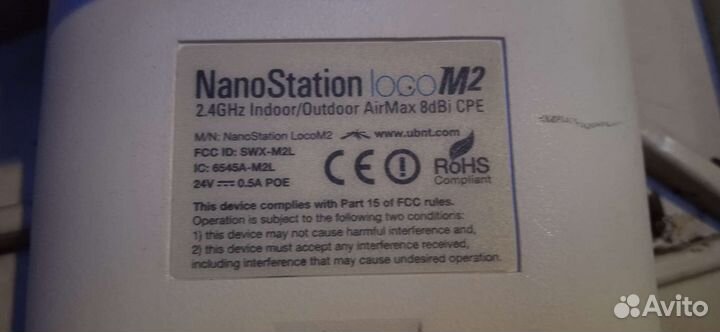 NanoStation locoM2
2.4GHz Indoor/Outdoor AirMax 8dBi CPE
M/N: NanoStation LocoM2 www.ubnt.com
FCC ID: SWX-M2L
IC: 6545A-M2L
24V 0.5A POE
CE
RoHS
Compliant
This device complies with Part 15 of FCC rules.
Operation is subject to the following two conditions:
1) this device may not cause harmful interference and,
2) this device must accept any interference received,
including interference that may cause undesired operation.
Avito